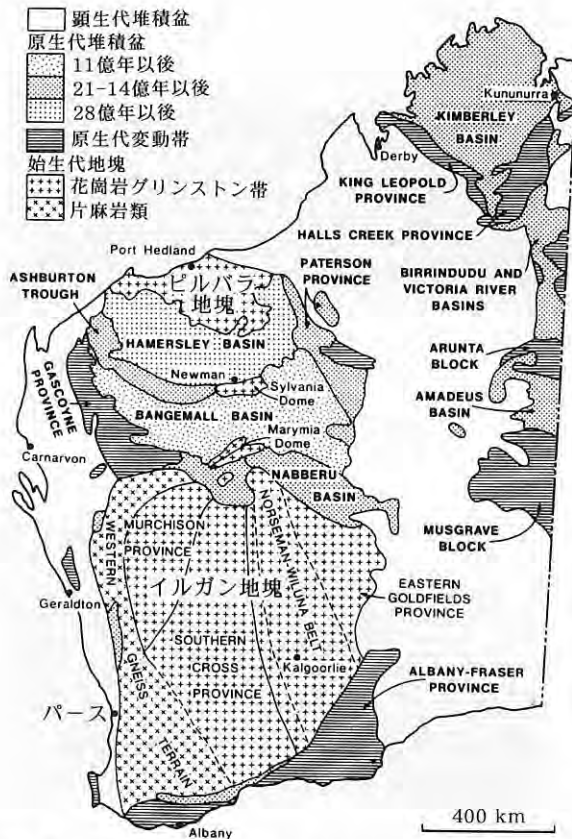 顕生代堆積盆
原生代堆積盆
11億年以後
21-14億年以後
28億年以後
原生代変動帯
始生代地塊
花崗岩グリンストン帯
片麻岩類
Kununurra
KIMBERLEY
BASIN
Derby
KING LEOPOLD
PROVINCE
HALLS CREEK PROVINCE
Port Hedland
PATERSON
PROVINCE
BIRRINDUDU AND
VICTORIA RIVER
BASINS
ASHBURTON
TROUGH
ピルバラ
地塊
HAMERSLEY BASIN
ARUNTA
BLOCK
Newman
Sylvania
Dome
GASCOYNE
PROVINCE
AMADEUS
BASIN
BANGEMALL BASIN
Marymia
Dome
Carnarvon
NABBERU
BASIN
MUSGRAVE
BLOCK
WESTERN
GNEISS
TERRAIN
MURCHISON
PROVINCE
NORSEMAN-WILUNA BELT
イルガン地塊
EASTERN
GOLDFIELDS
PROVINCE
Geraldton
SOUTHERN
CROSS
PROVINCE
Kalgoorlie
ALBANY-FRASER
PROVINCE
パース
Albany
400 km